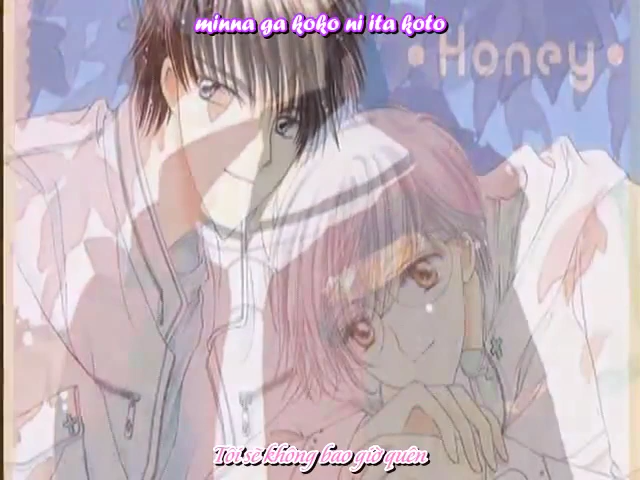 minna ga koko ni ita koto
• Honey •
Tôi sẽ không bao giờ quên